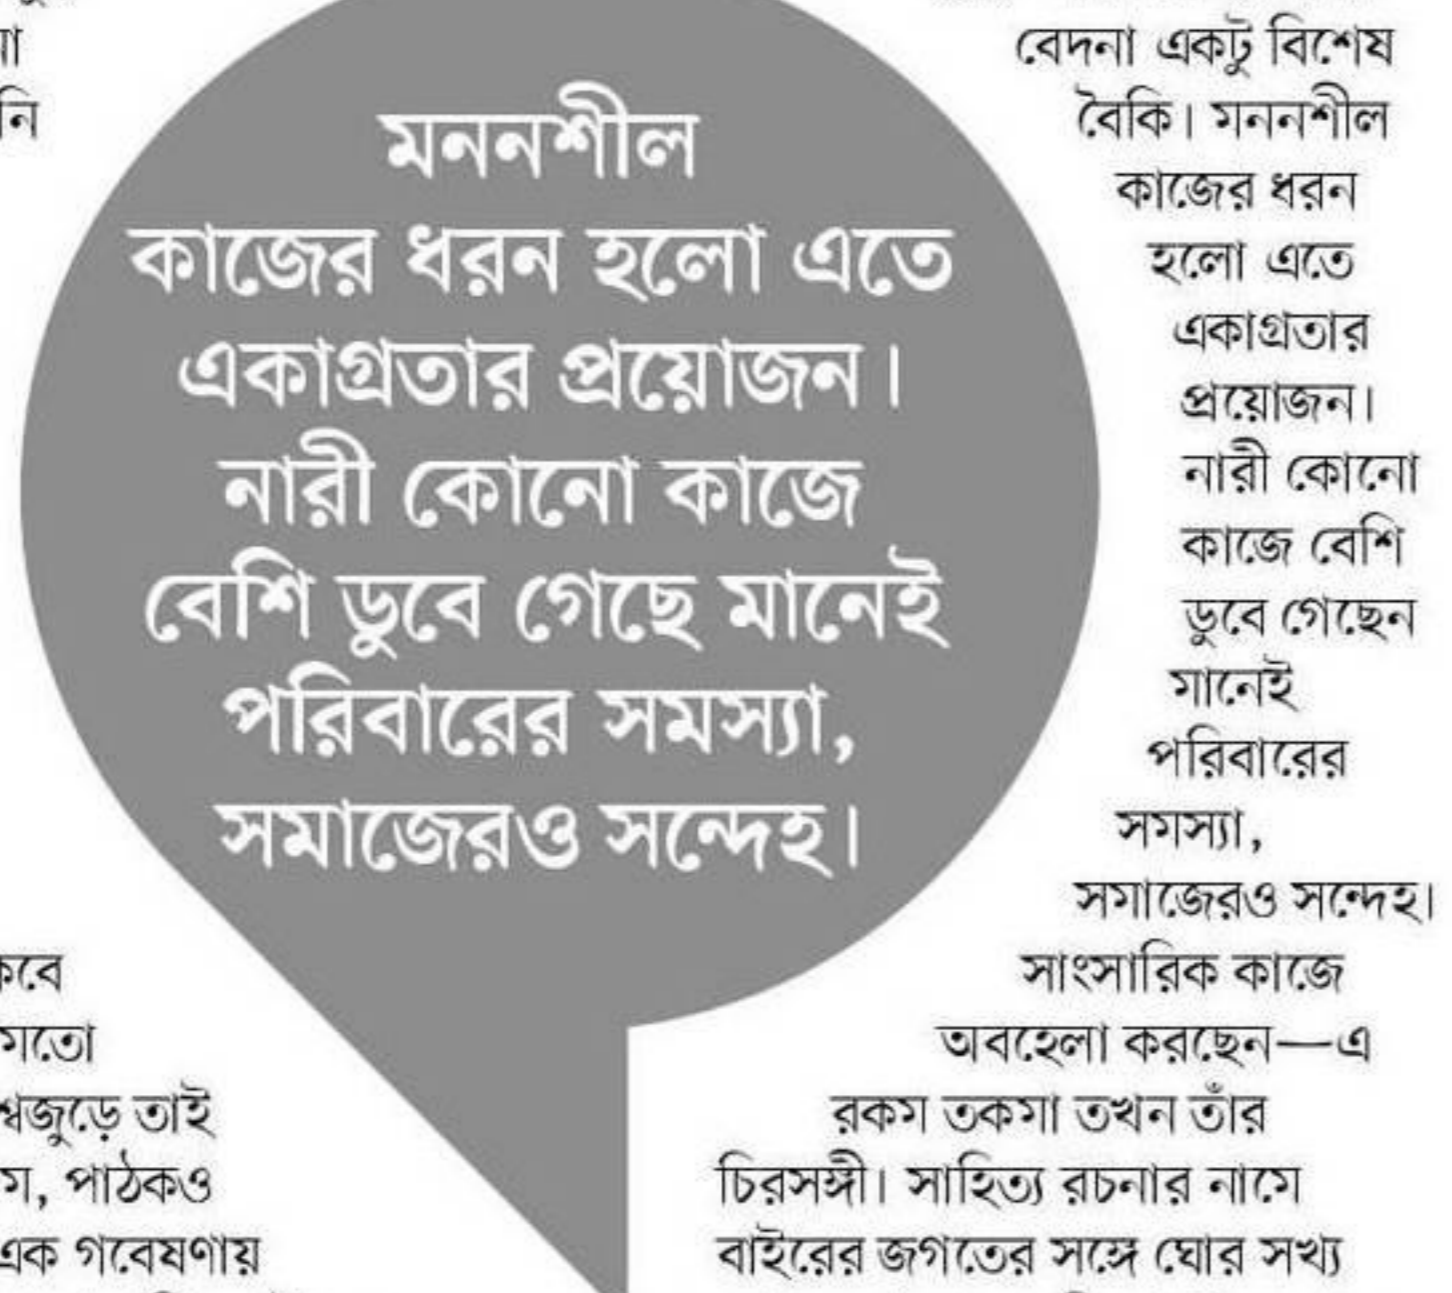 মননশীল
কাজের ধরন হলো এতে
একাগ্রতার প্রয়োজন।
নারী কোনো কাজে
বেশি ডুবে গেছে মানেই
পরিবারের সমস্যা,
সমাজেরও সন্দেহ।
বেদনা একটু বিশেষ
বৈকি। মননশীল
কাজের ধরন
হলো এতে
একাগ্রতার
প্রয়োজন।
নারী কোনো
কাজে বেশি
ডুবে গেছেন
মানেই
পরিবারের
সমস্যা,
সমাজেরও সন্দেহ।
সাংসারিক কাজে
অবহেলা করছেন—এ
রকম তকমা তখন তাঁর
চিরসঙ্গী। সাহিত্য রচনার নামে
বাইরের জগতের সঙ্গে ঘোর সখ্য
তাই
পাঠকও
এক গবেষণায়